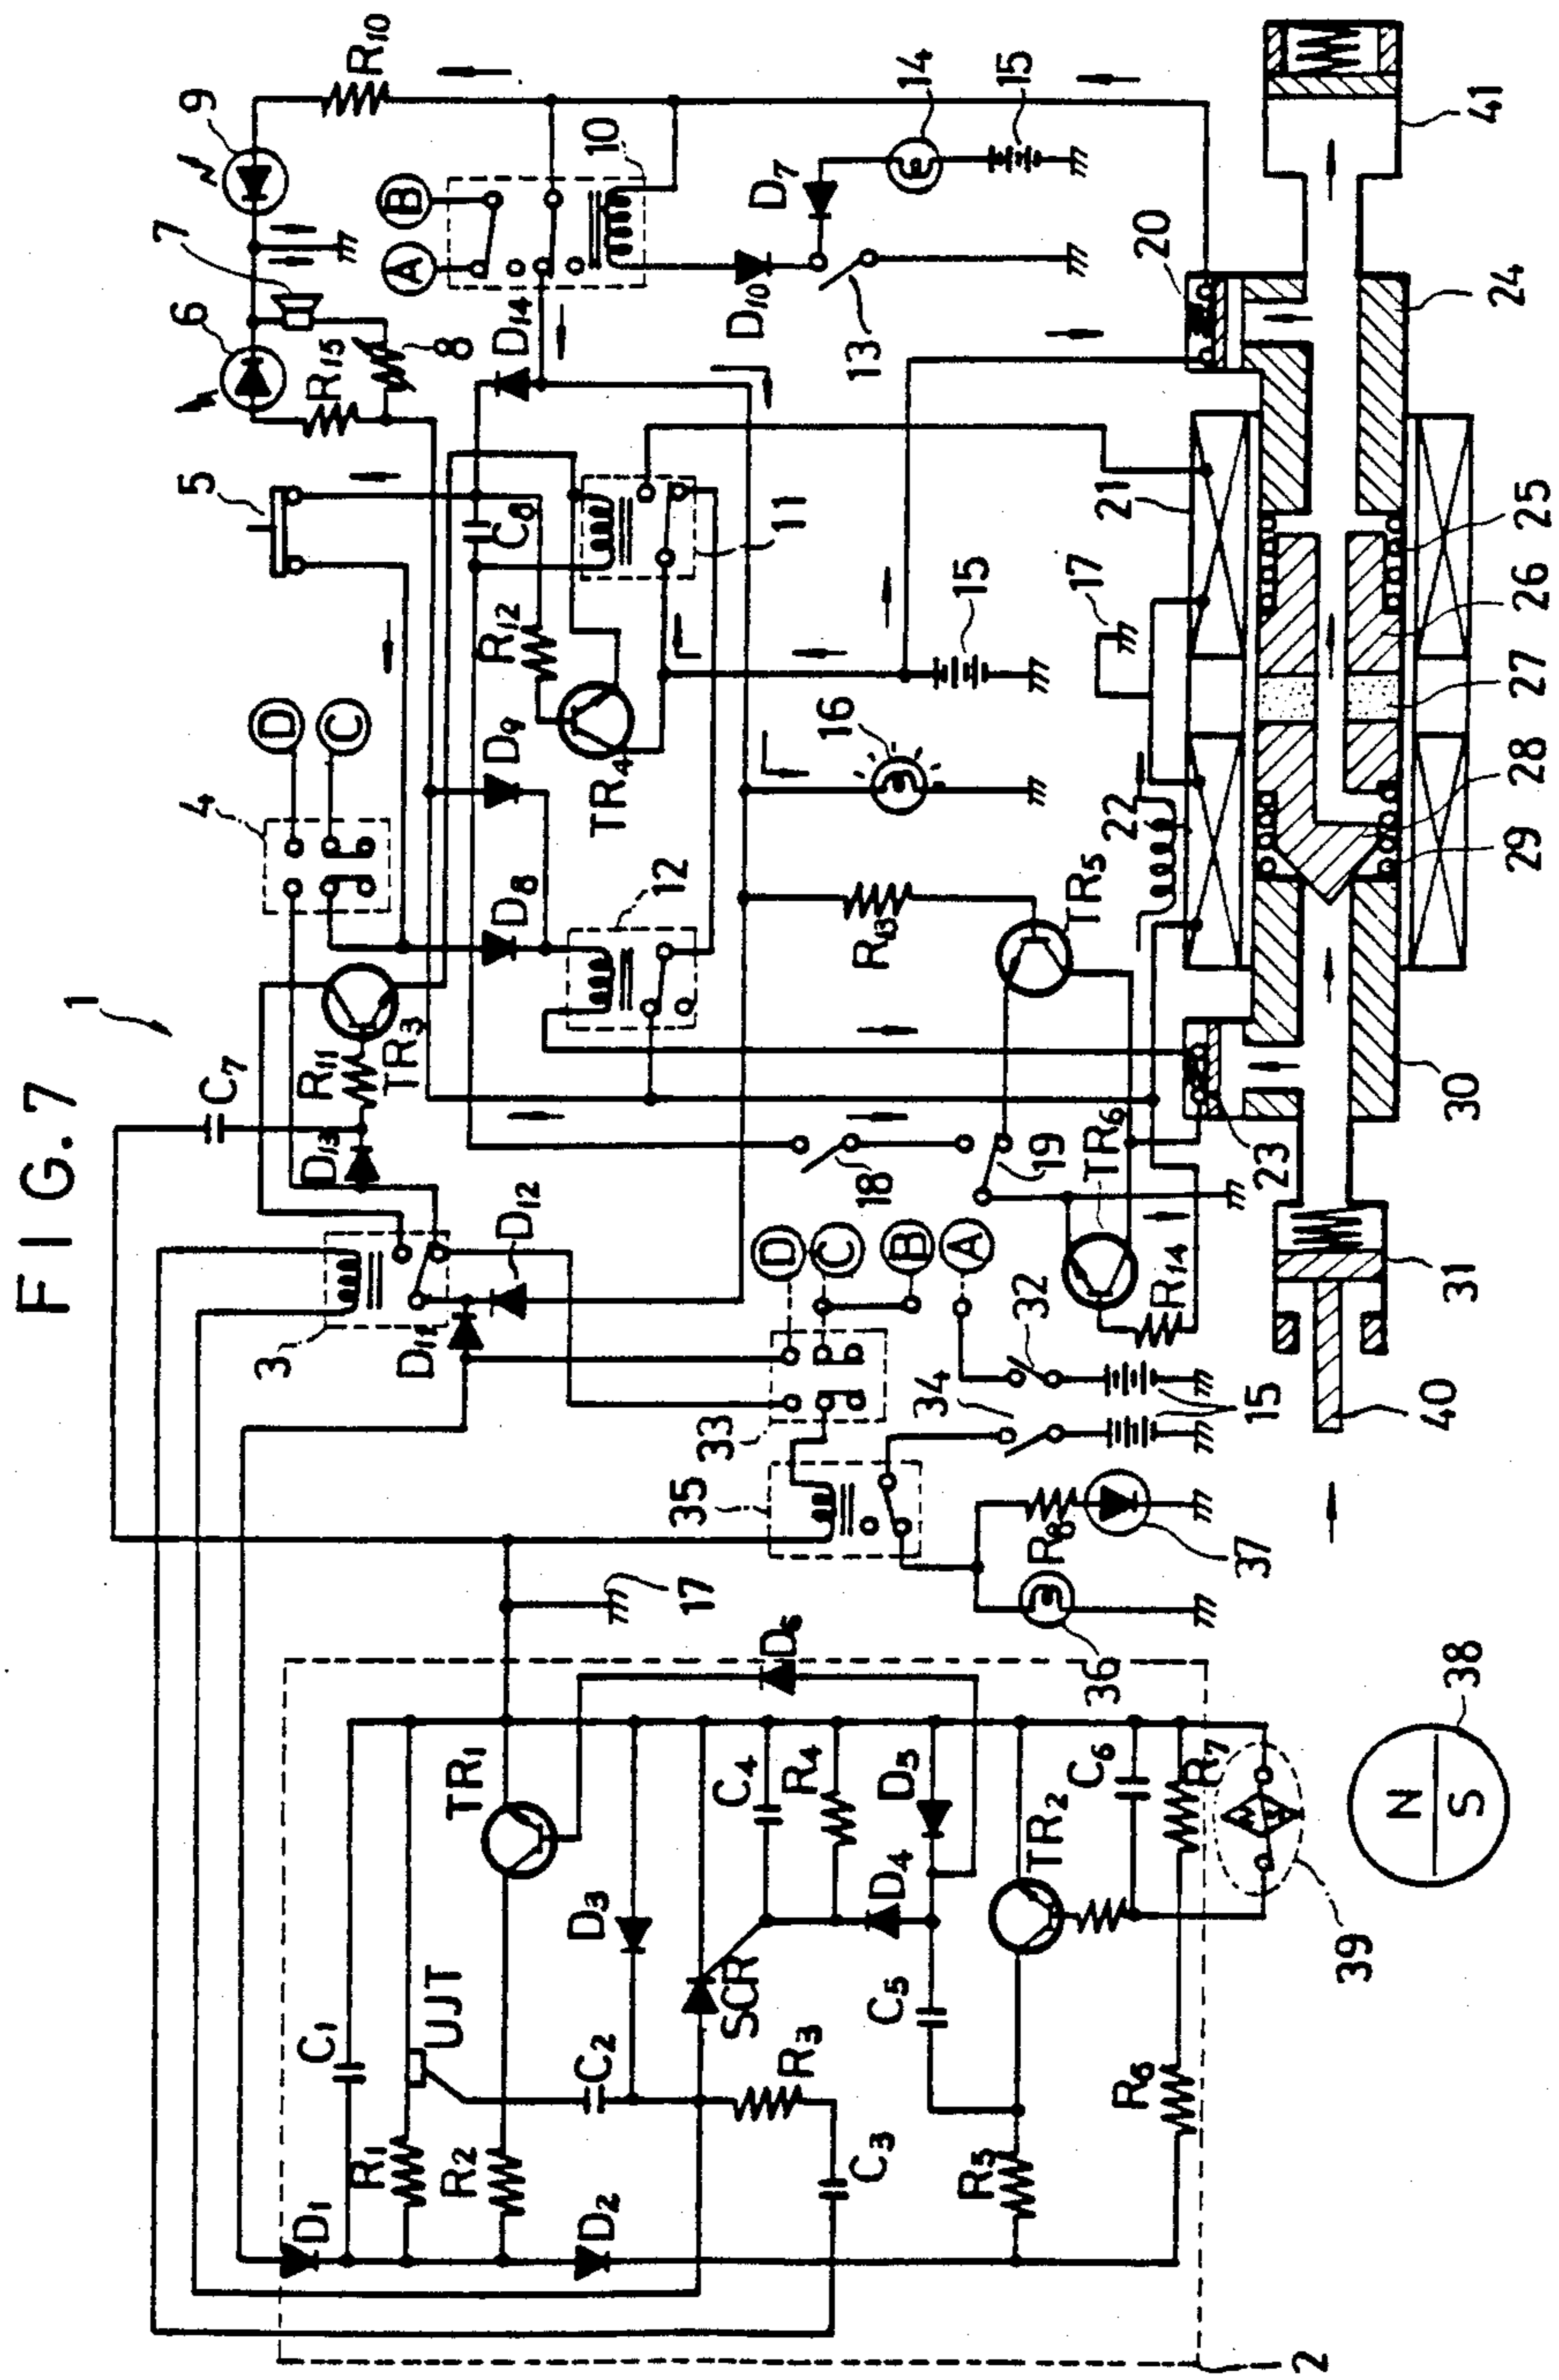 FIG. 7
1
R10
9
7
6
R15
8
5
B
A
10
D14
D10
D7
13
14
15
20
C8
R12
11
D
C
4
D9
TR4
D8
12
15
16
17
21
22
24
25
26
27
28
29
30
R13
TR5
C7
R11
TR3
D13
D12
D11
3
18
19
TR6
R14
23
31
40
41
D
C
B
A
33
32
34
15
35
R8
37
36
17
D6
TR1
C1
UJT
R1
R2
D1
D2
D3
C2
SCR
R3
C3
C4
R4
D5
D4
C5
TR2
C6
R7
R5
R6
39
N
S
38
2